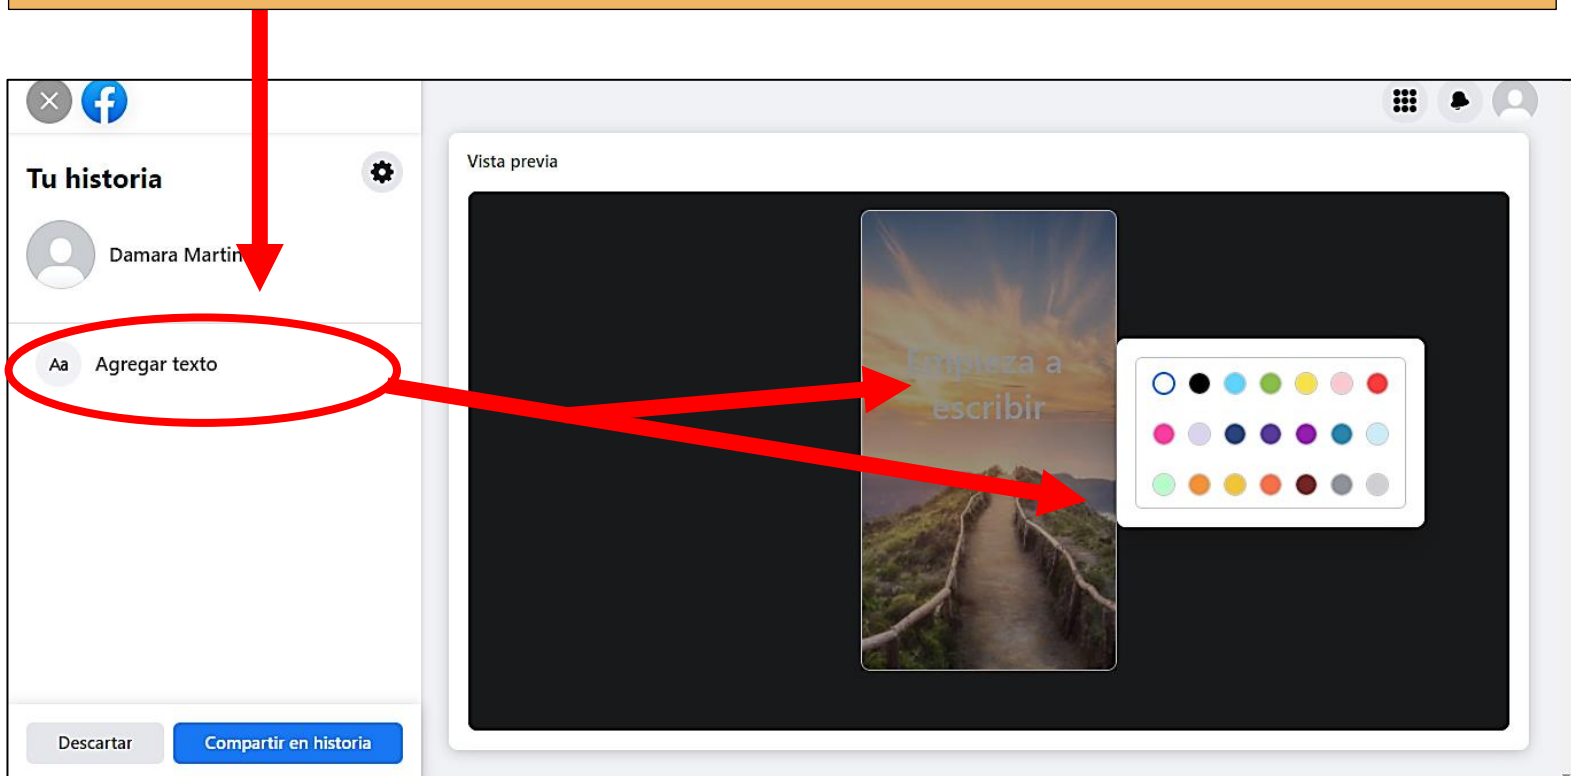 Tu historia
Vista previa
Damara Martin
Aa Agregar texto
Empieza a
escribir
Descartar
Compartir en historia